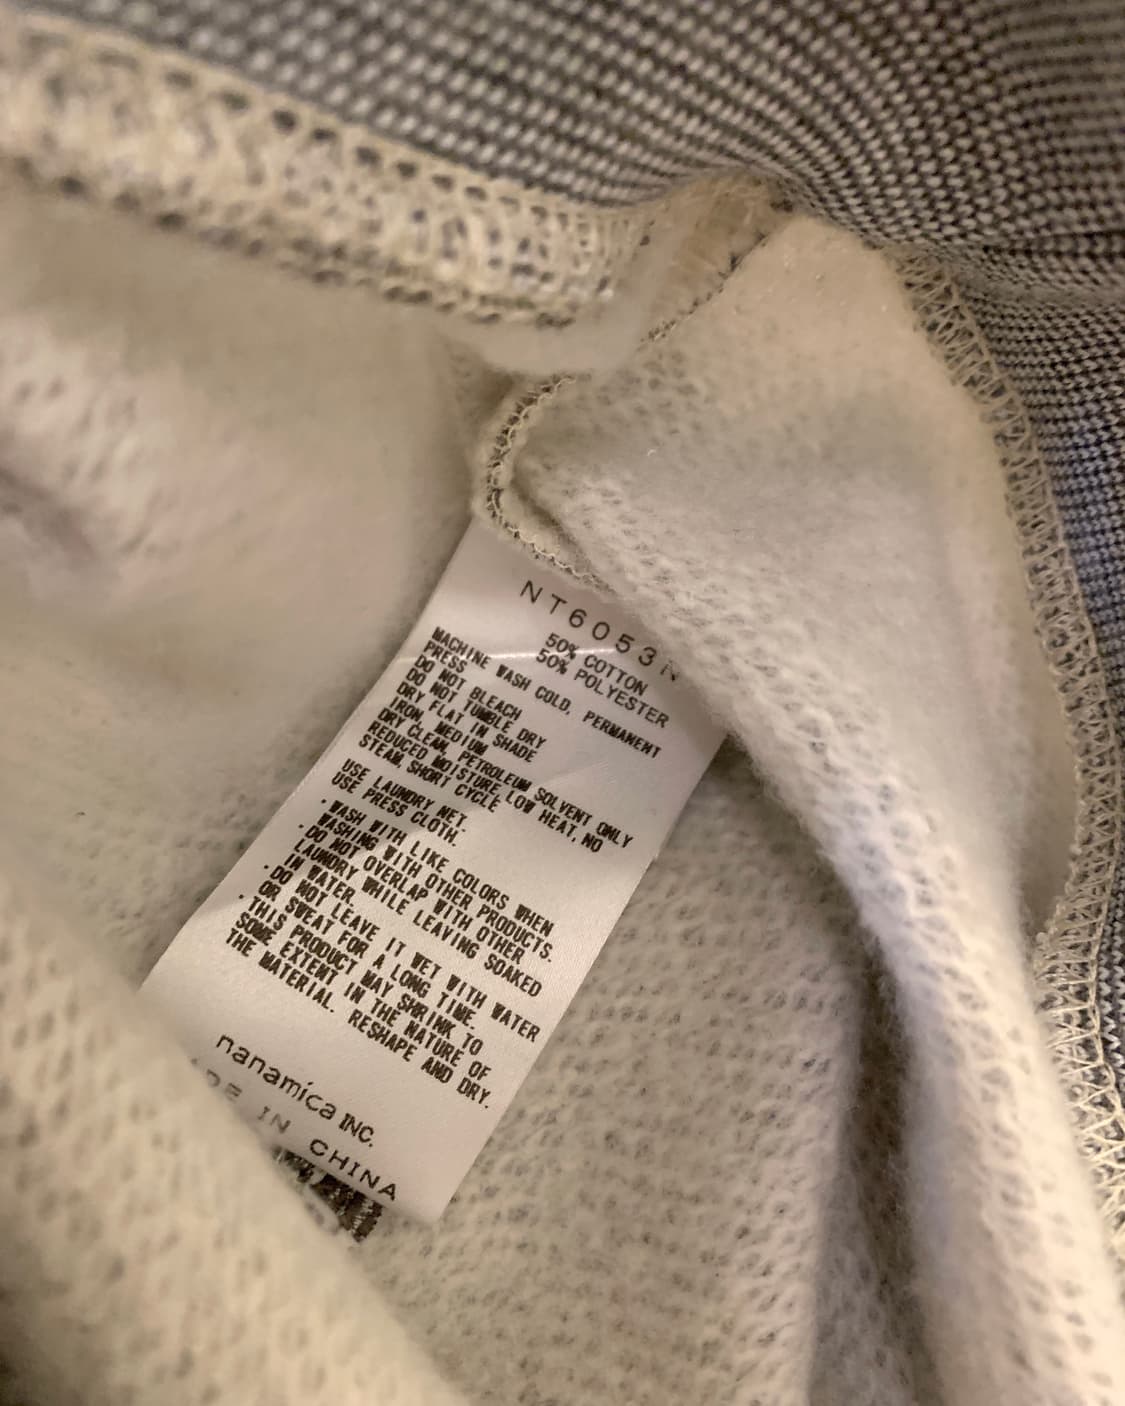 NT6053N
50% COTTON
50% POLYESTER
MACHINE WASH COLD, PERMANENT
PRESS
DO NOT BLEACH
DO NOT TUMBLE DRY
DRY FLAT IN SHADE
IRON, MEDIUM
DRY CLEAN, PETROLEUM SOLVENT ONLY
REDUCED MOISTURE, LOW HEAT, NO
STEAM, SHORT CYCLE
USE LAUNDRY NET.
USE PRESS CLOTH.
・WASH WITH LIKE COLORS WHEN
WASHING WITH OTHER PRODUCTS.
・DO NOT OVERLAP WITH OTHER
LAUNDRY WHILE LEAVING SOAKED
IN WATER.
・DO NOT LEAVE IT WET WITH WATER
OR SWEAT FOR A LONG TIME.
・THIS PRODUCT MAY SHRINK TO
SOME EXTENT IN THE NATURE OF
THE MATERIAL. RESHAPE AND DRY.
nanamica INC.
DE IN CHINA